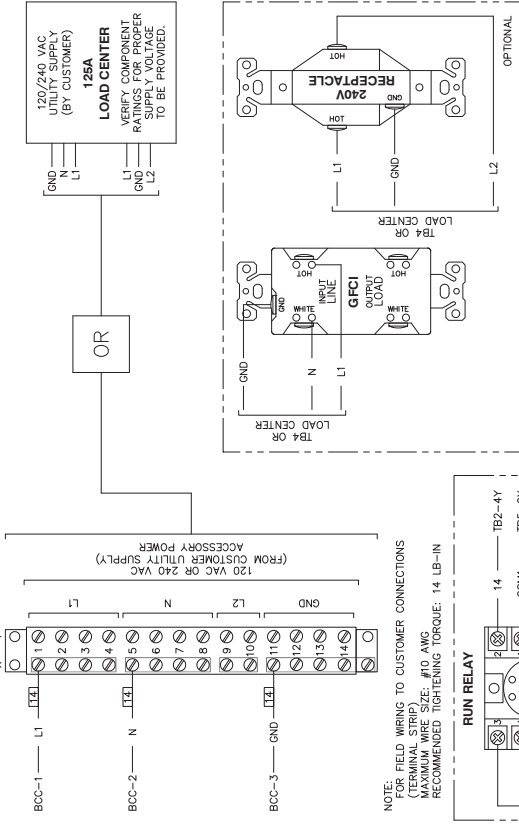 120/240 VAC
UTILITY SUPPLY
(BY CUSTOMER)
125A
LOAD CENTER
VERIFY COMPONENT
RATINGS FOR PROPER
SUPPLY VOLTAGE
TO BE PROVIDED.
GND
N
L1
L1
GND
L2
OR
120 VAC OR 240 VAC
(FROM CUSTOMER UTILITY SUPPLY)
ACCESSORY POWER
L1
N
L2
GND
1
2
3
4
5
6
7
8
9
10
11
12
13
14
14
14
14
BCC-1
L1
BCC-2
N
BCC-3
GND
NOTE:
FOR FIELD WIRING TO CUSTOMER CONNECTIONS
(TERMINAL STRIP)
MAXIMUM WIRE SIZE: #10 AWG
RECOMMENDED TIGHTENING TORQUE: 14 LB-IN
OPTIONAL
HOT
240V
RECEPTACLE
HOT
GND
L1
GND
L2
TB4 OR
LOAD CENTER
GND
HOT
WHITE
INPUT
LINE
GFCI
OUTPUT
LOAD
HOT
WHITE
GND
N
L1
TB4 OR
LOAD CENTER
RUN RELAY
3
2
14
TB2-4Y